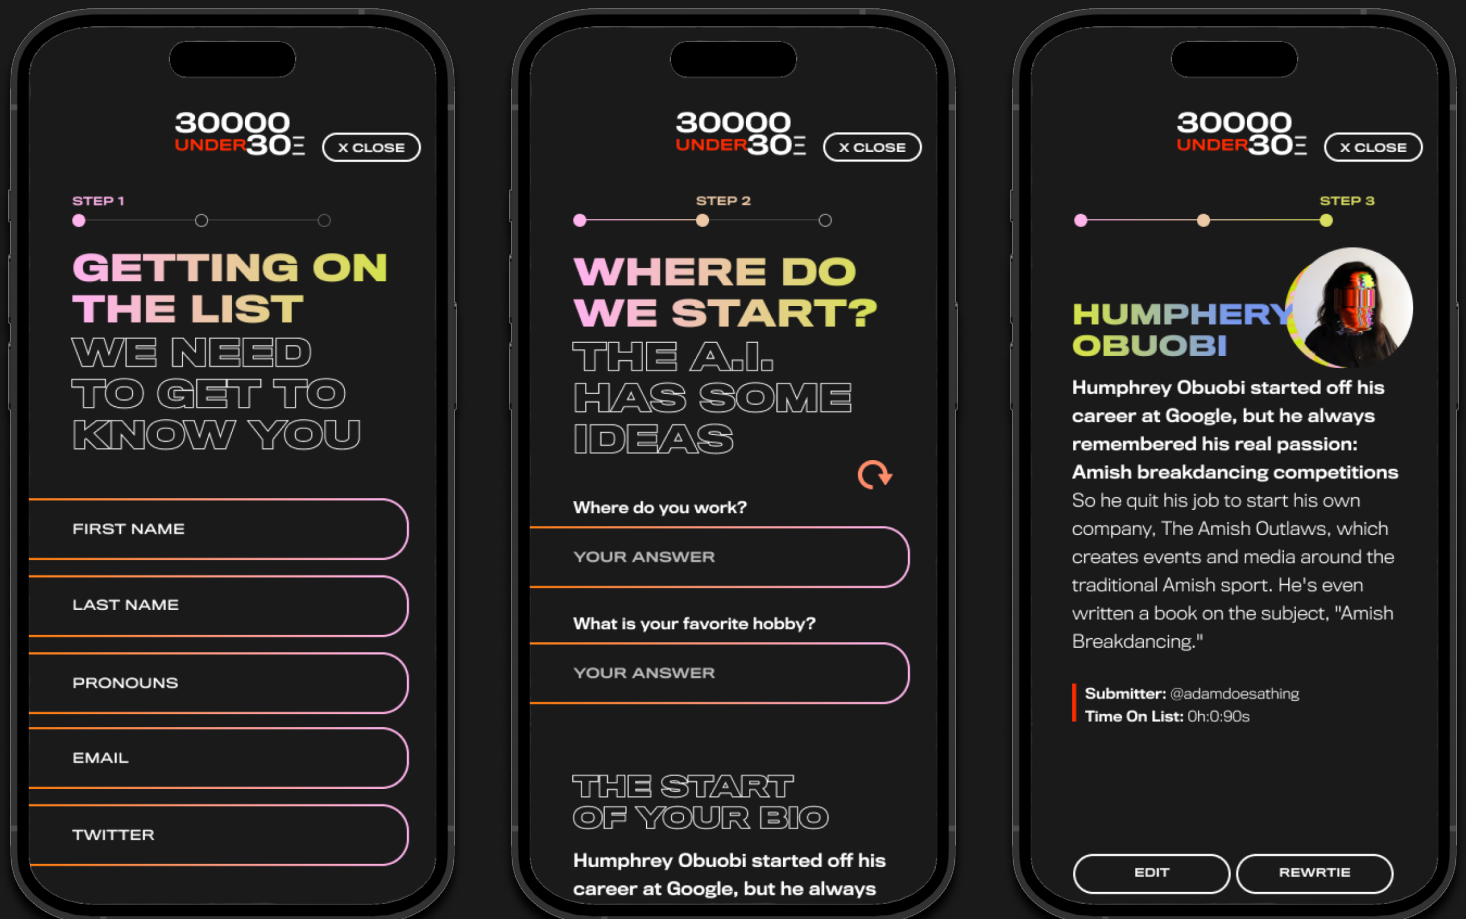 30000
UNDER30
X CLOSE
STEP 1
GETTING ON
THE LIST
WE NEED
TO GET TO
KNOW YOU
FIRST NAME
LAST NAME
PRONOUNS
EMAIL
TWITTER
30000
UNDER30
X CLOSE
STEP 2
WHERE DO
WE START?
THE A.I.
HAS SOME
IDEAS
Where do you work?
YOUR ANSWER
What is your favorite hobby?
YOUR ANSWER
THE START
OF YOUR BIO
Humphrey Obuobi started off his
career at Google, but he always
30000
UNDER30
X CLOSE
STEP 3
HUMPHERY
OBUOBI
Humphrey Obuobi started off his
career at Google, but he always
remembered his real passion:
Amish breakdancing competitions
So he quit his job to start his own
company, The Amish Outlaws, which
creates events and media around the
traditional Amish sport. He's even
written a book on the subject, "Amish
Breakdancing."
Submitter: @adamdoesathing
Time On List: 0h:0:90s
EDIT
REWRTIE